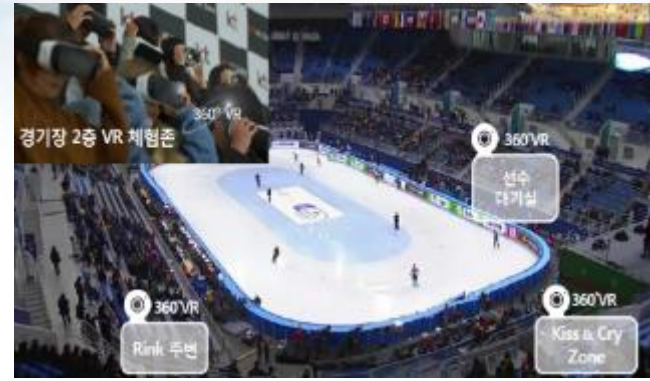 360° VR
경기장 2층 VR 체험존
360°VR
선수
대기실
360°VR
Rink 주변
360°VR
Kiss & Cry
Zone